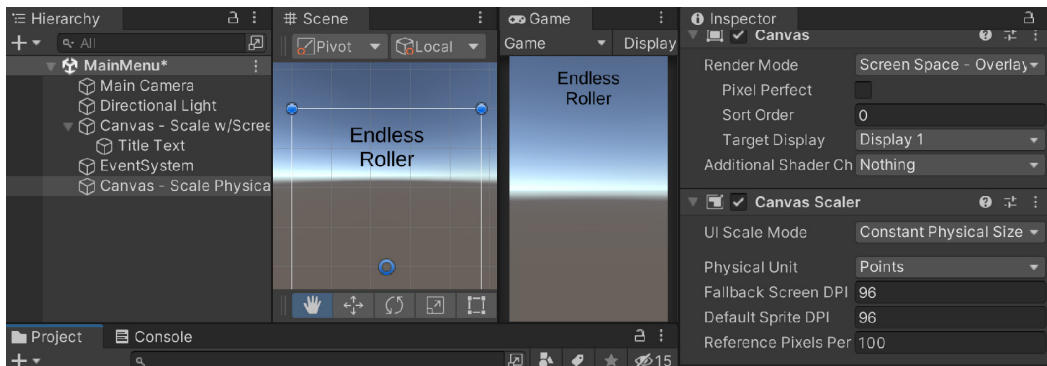 Hierarchy
All
MainMenu*
Main Camera
Directional Light
Canvas - Scale w/Scree
Title Text
EventSystem
Canvas - Scale Physica
Scene
Pivot
Local
Endless
Roller
Game
Game
Display
Endless
Roller
Inspector
Canvas
Render Mode Screen Space - Overlay
Pixel Perfect
Sort Order 0
Target Display Display 1
Additional Shader Ch Nothing
Canvas Scaler
UI Scale Mode Constant Physical Size
Physical Unit Points
Fallback Screen DPI 96
Default Sprite DPI 96
Reference Pixels Per 100
Project
Console
15